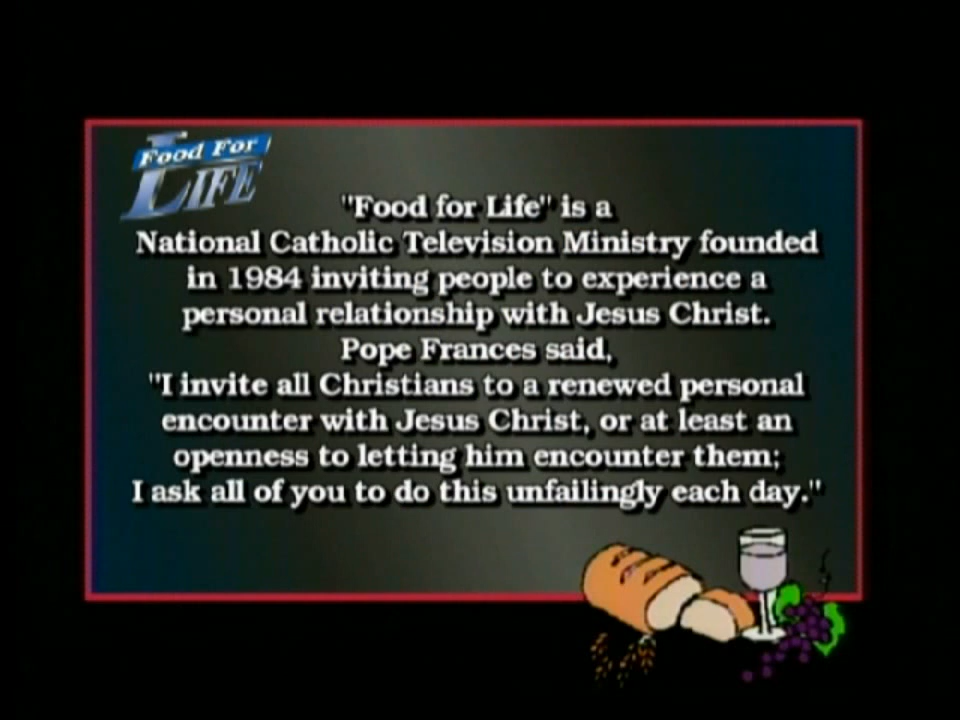 Food For
LIFE
"Food for Life" is a
National Catholic Television Ministry founded
in 1984 inviting people to experience a
personal relationship with Jesus Christ.
Pope Frances said,
"I invite all Christians to a renewed personal
encounter with Jesus Christ, or at least an
openness to letting him encounter them;
I ask all of you to do this unfailingly each day."